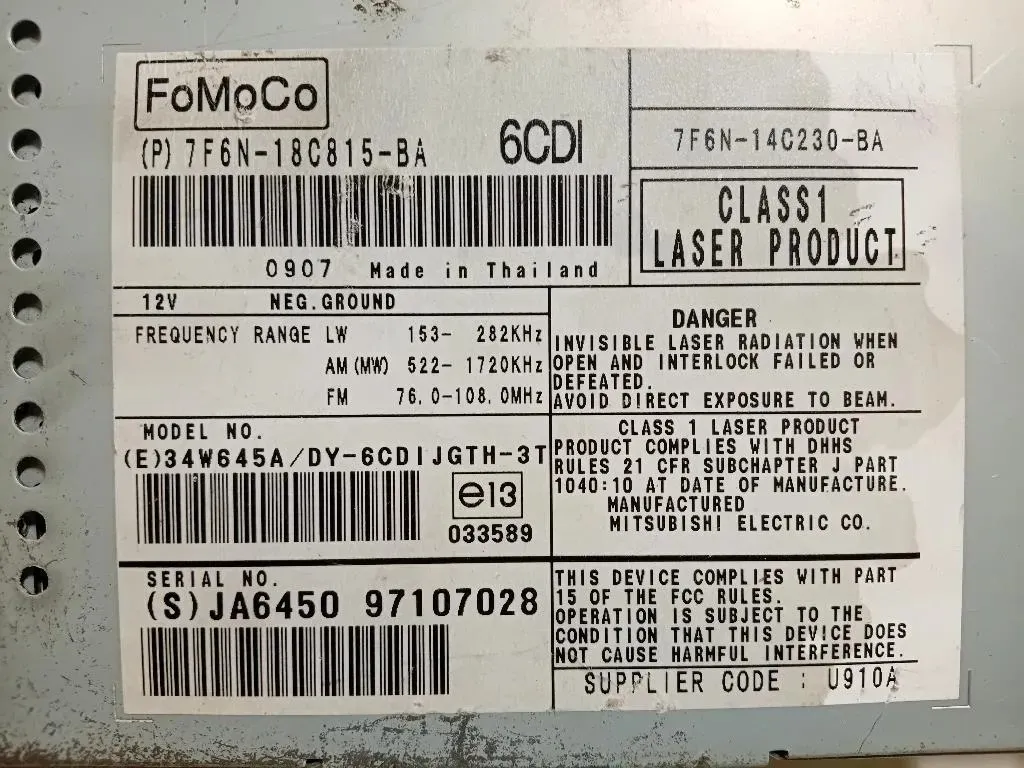 FoMoCo
(P) 7F6N-18C815-BA
6CDI
7F6N-14C230-BA
CLASS1
LASER PRODUCT
0907 Made in Thailand
12V NEG.GROUND
FREQUENCY RANGE LW 153- 282KHz
AM(MW) 522- 1720KHz
FM 76.0-108.0MHz
DANGER
INVISIBLE LASER RADIATION WHEN
OPEN AND INTERLOCK FAILED OR
DEFEATED.
AVOID DIRECT EXPOSURE TO BEAM.
MODEL NO.
(E)34W645A/DY-6CDIJGTH-3T
e13
033589
CLASS 1 LASER PRODUCT
PRODUCT COMPLIES WITH DHHS
RULES 21 CFR SUBCHAPTER J PART
1040:10 AT DATE OF MANUFACTURE.
MANUFACTURED
MITSUBISHI ELECTRIC CO.
SERIAL NO.
(S)JA6450 97107028
THIS DEVICE COMPLIES WITH PART
15 OF THE FCC RULES.
OPERATION IS SUBJECT TO THE
CONDITION THAT THIS DEVICE DOES
NOT CAUSE HARMFUL INTERFERENCE.
SUPPLIER CODE : U910A